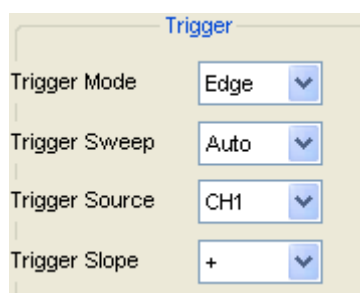 Trigger
Trigger Mode Edge
Trigger Sweep Auto
Trigger Source CH1
Trigger Slope +